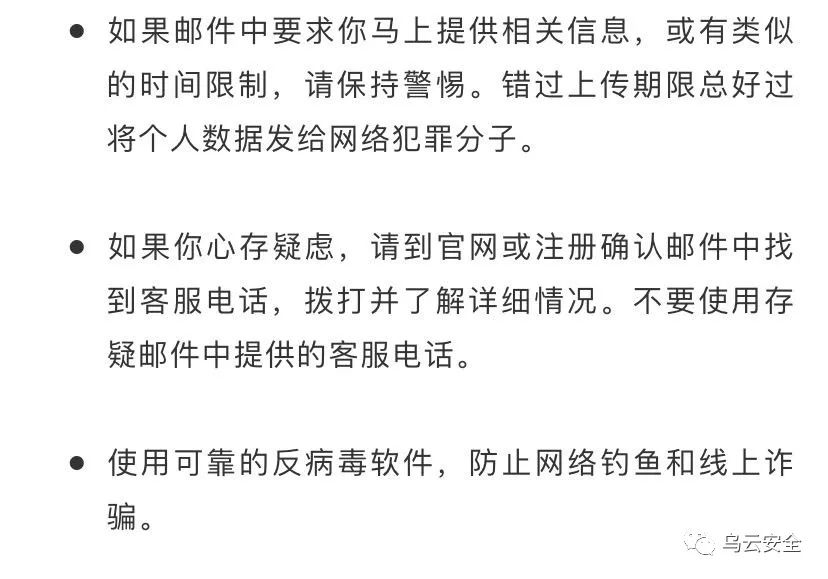 ● 如果邮件中要求你马上提供相关信息，或有类似
的时间限制，请保持警惕。错过上传期限总好过
将个人数据发给网络犯罪分子。
● 如果你心存疑虑，请到官网或注册确认邮件中找
到客服电话，拨打并了解详细情况。不要使用存
疑邮件中提供的客服电话。
● 使用可靠的反病毒软件，防止网络钓鱼和线上诈
骗。
乌云安全